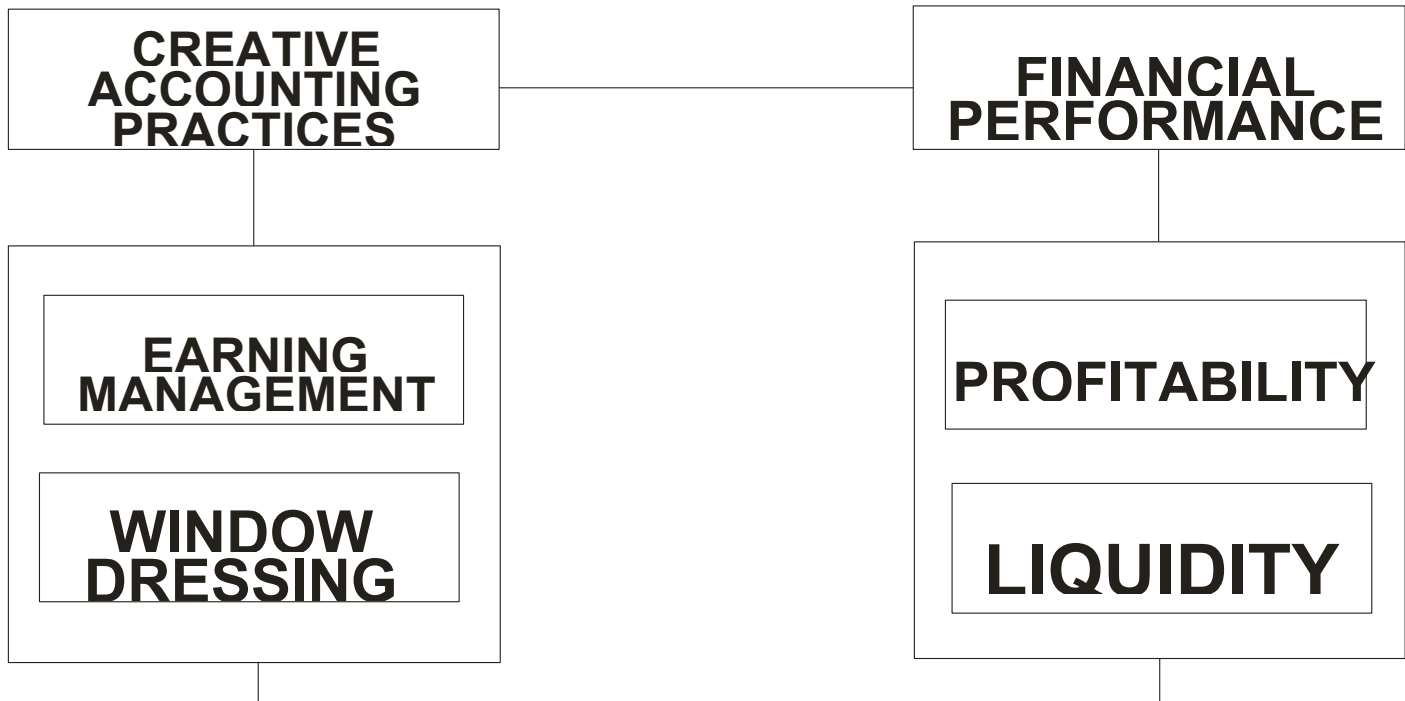 CREATIVE
ACCOUNTING
PRACTICES
FINANCIAL
PERFORMANCE
EARNING
MANAGEMENT
PROFITABILITY
WINDOW
DRESSING
LIQUIDITY